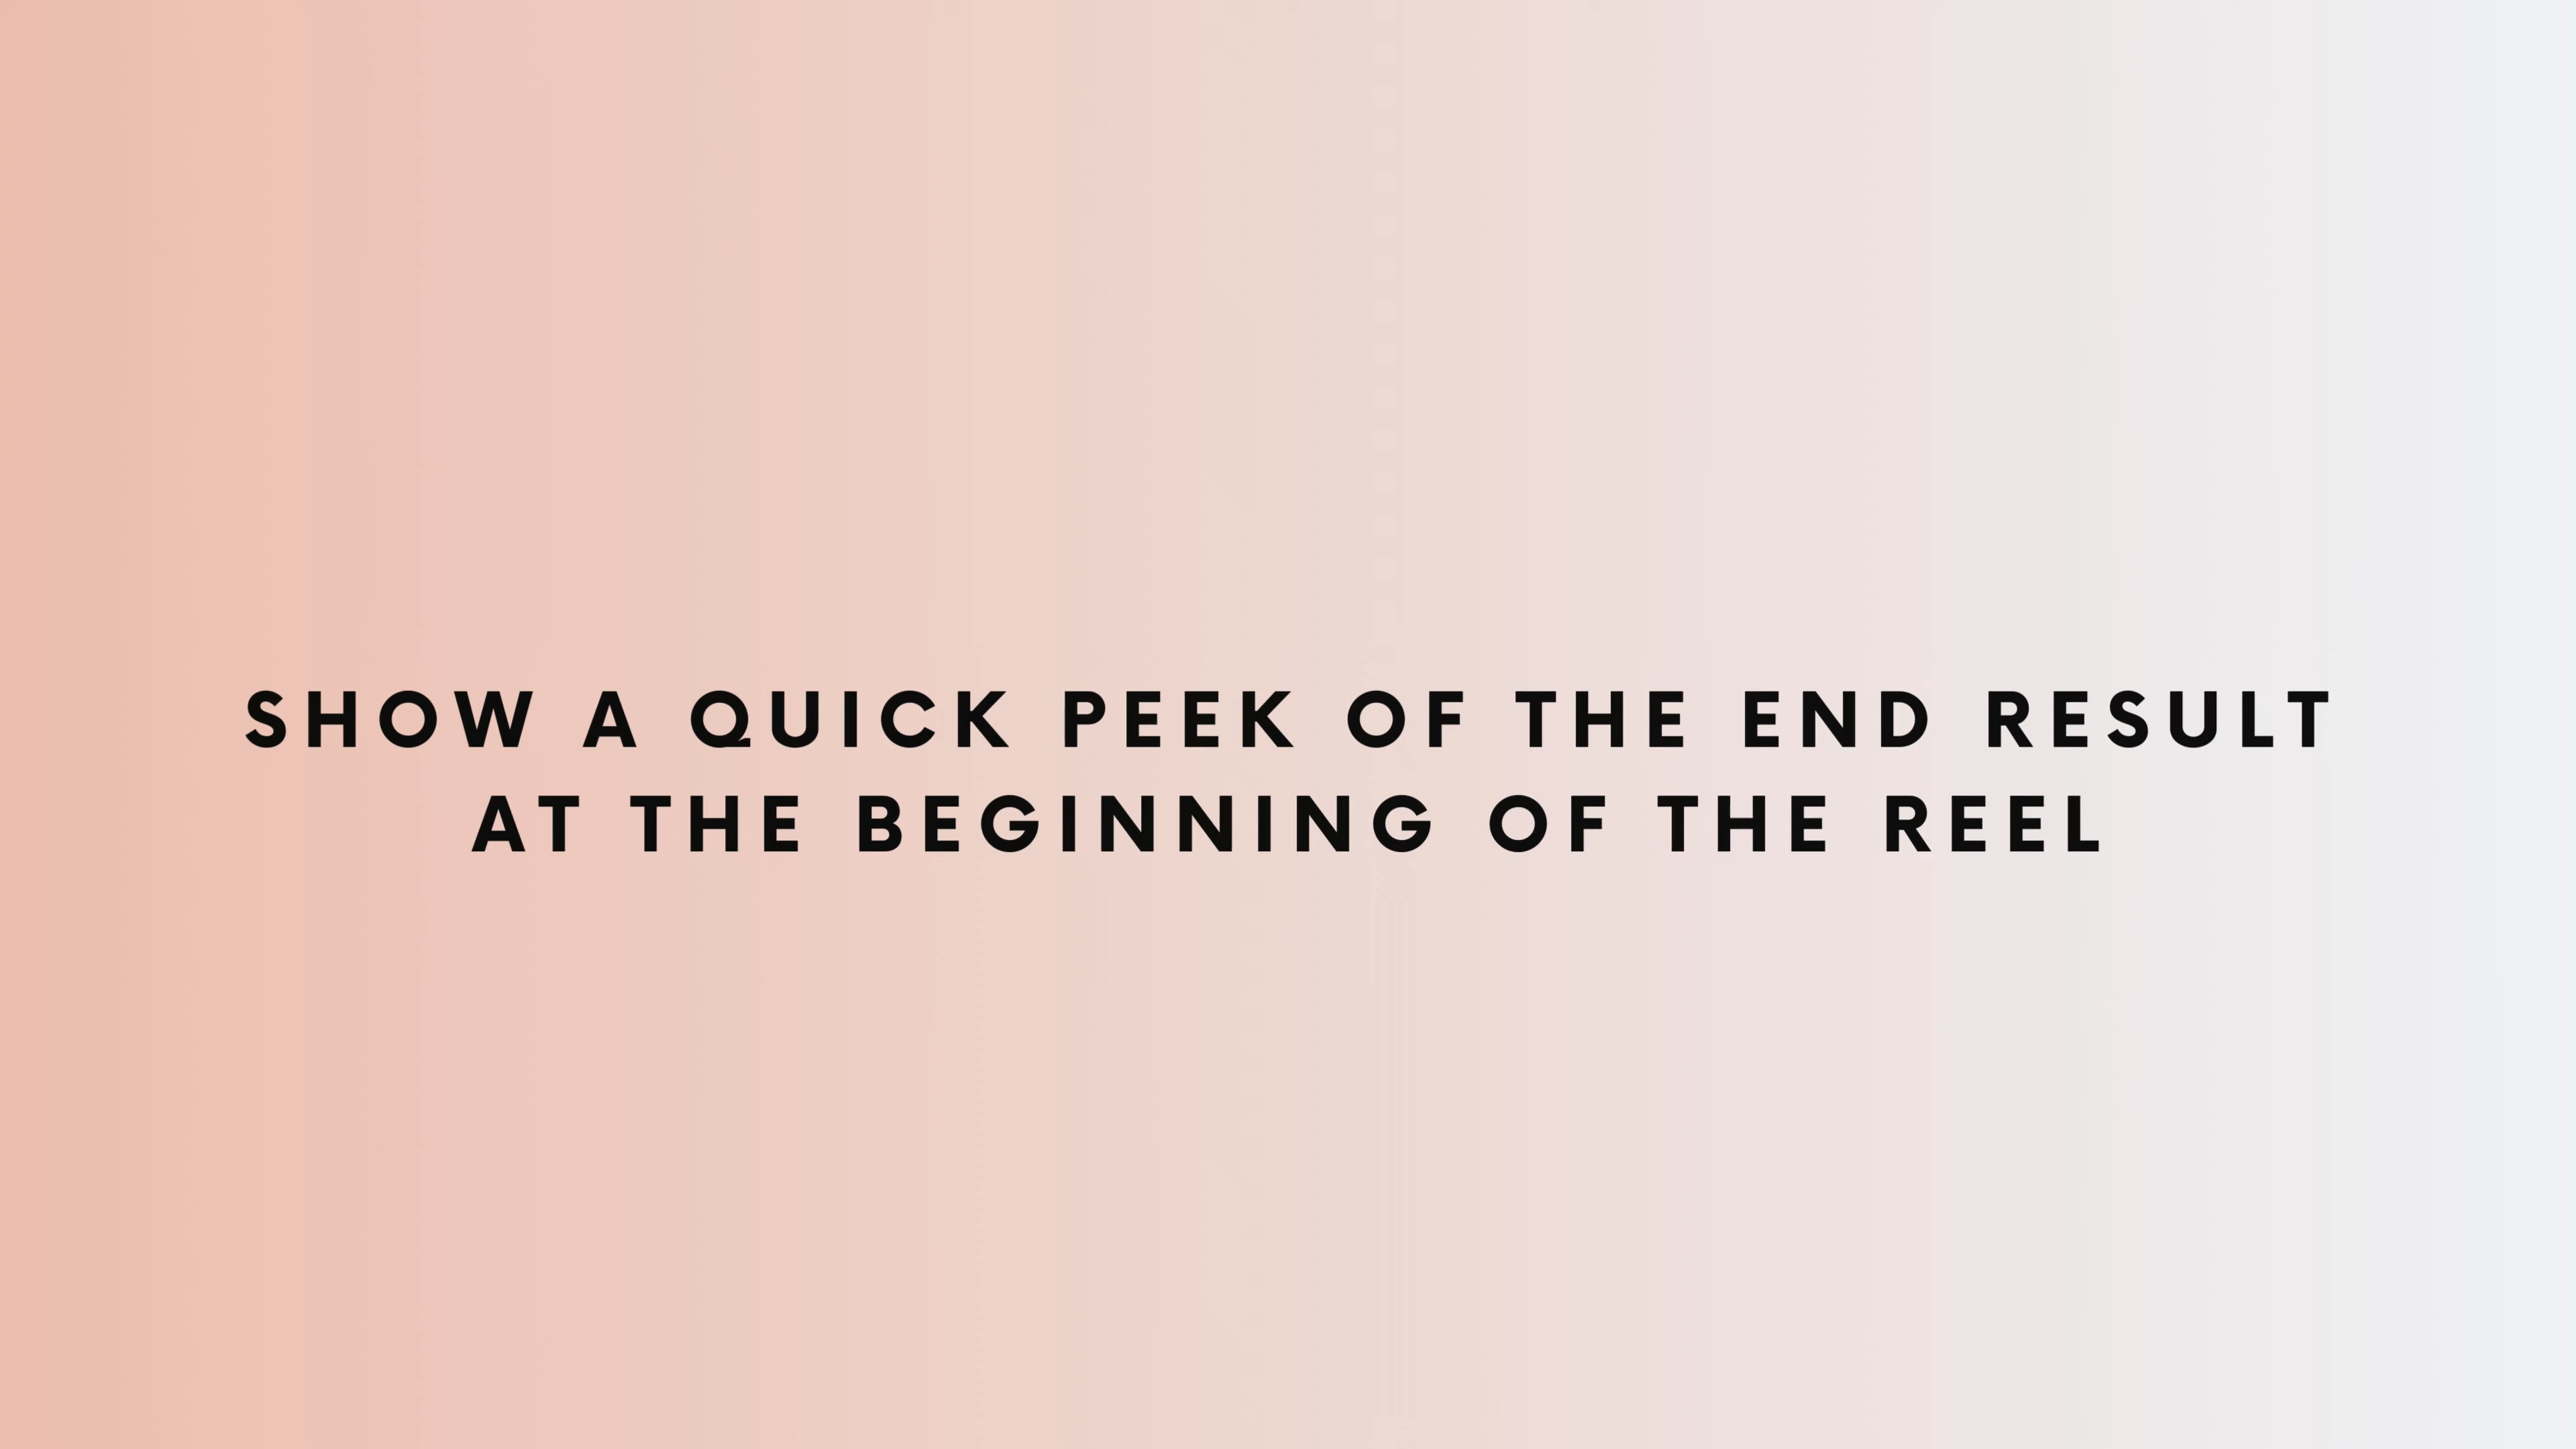 SHOW A QUICK PEEK OF THE END RESULT
AT THE BEGINNING OF THE REEL